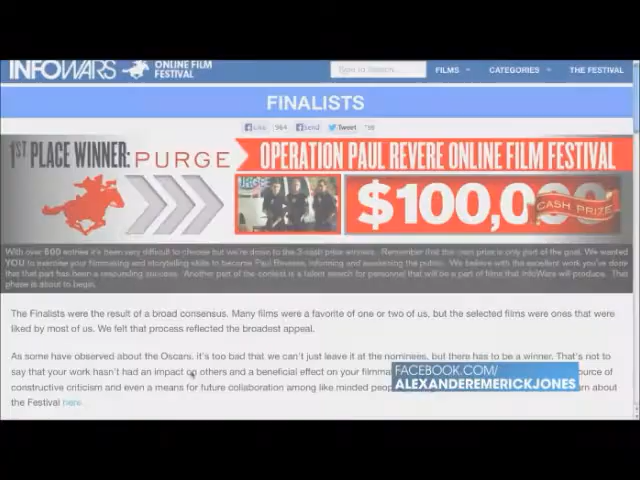 INFOWARS ONLINE FILM FESTIVAL
Type to Search... FILMS CATEGORIES THE FESTIVAL
FINALISTS
Like 964 Send Tweet
1ST PLACE WINNER: PURGE OPERATION PAUL REVERE ONLINE FILM FESTIVAL
$100,0 CASH PRIZE
With over 500 entries it's been very difficult to choose but we're down to the 3 cash prize winners. Remember that the cash prize is only part of the goal. We wanted
YOU to exercise your filmmaking and storytelling skills to become Paul Reveres, informing and awakening the public. We believe with the excellent work you've done
that this part has been a resounding success. Another part of the contest is a talent search for personnel that will be a part of films that InfoWars will produce. This
phase is about to begin.
The Finalists were the result of a broad consensus. Many films were a favorite of one or two of us, but the selected films were ones that were
liked by most of us. We felt that process reflected the broadest appeal.
As some have observed about the Oscars, it's too bad that we can't just leave it at the nominees, but there has to be a winner. That's not to
say that your work hasn't had an impact on others and a beneficial effect on your filmma ource of
constructive criticism and even a means for future collaboration among like minded peop rn about
the Festival here.
FACEBOOK.COM/
ALEXANDEREMERICKJONES